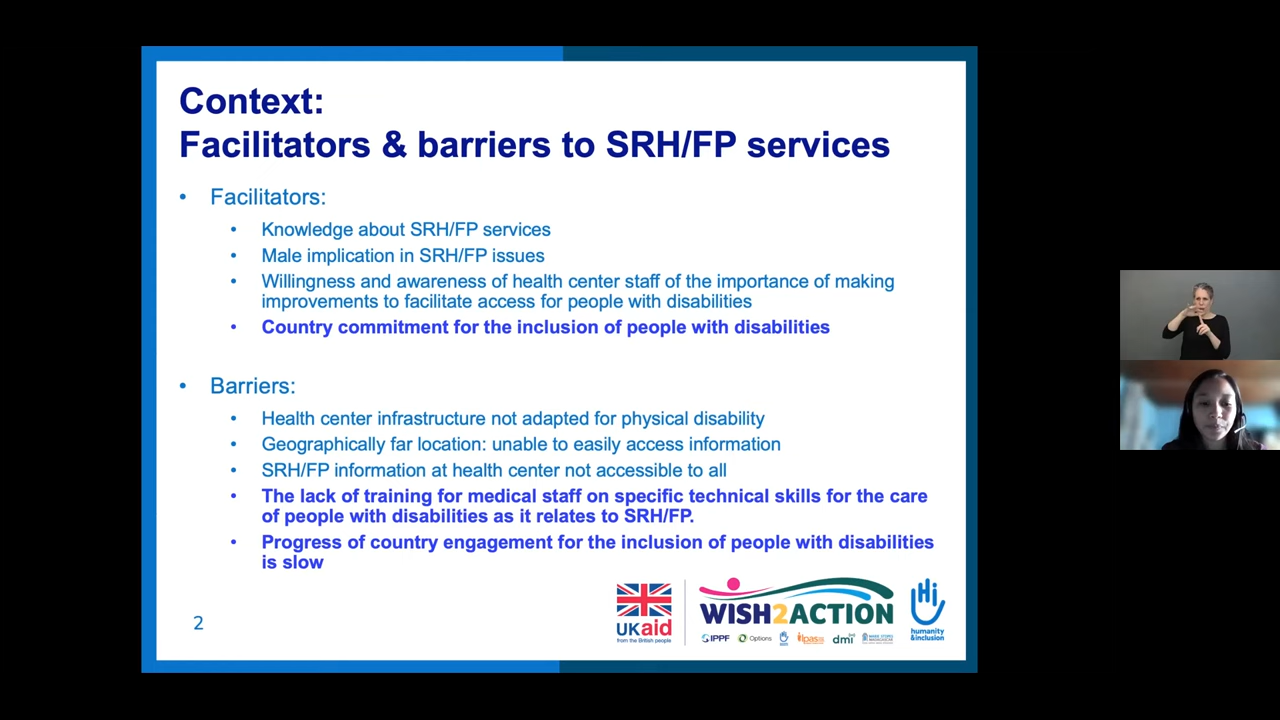 Context:
Facilitators & barriers to SRH/FP services
• Facilitators:
• Knowledge about SRH/FP services
• Male implication in SRH/FP issues
• Willingness and awareness of health center staff of the importance of making
improvements to facilitate access for people with disabilities
• Country commitment for the inclusion of people with disabilities
• Barriers:
• Health center infrastructure not adapted for physical disability
• Geographically far location: unable to easily access information
• SRH/FP information at health center not accessible to all
• The lack of training for medical staff on specific technical skills for the care
of people with disabilities as it relates to SRH/FP.
• Progress of country engagement for the inclusion of people with disabilities
is slow
2
UKaid
from the British people
WISH2ACTION
IPPF Options Ipas dmi
Hi
humanity
&inclusion